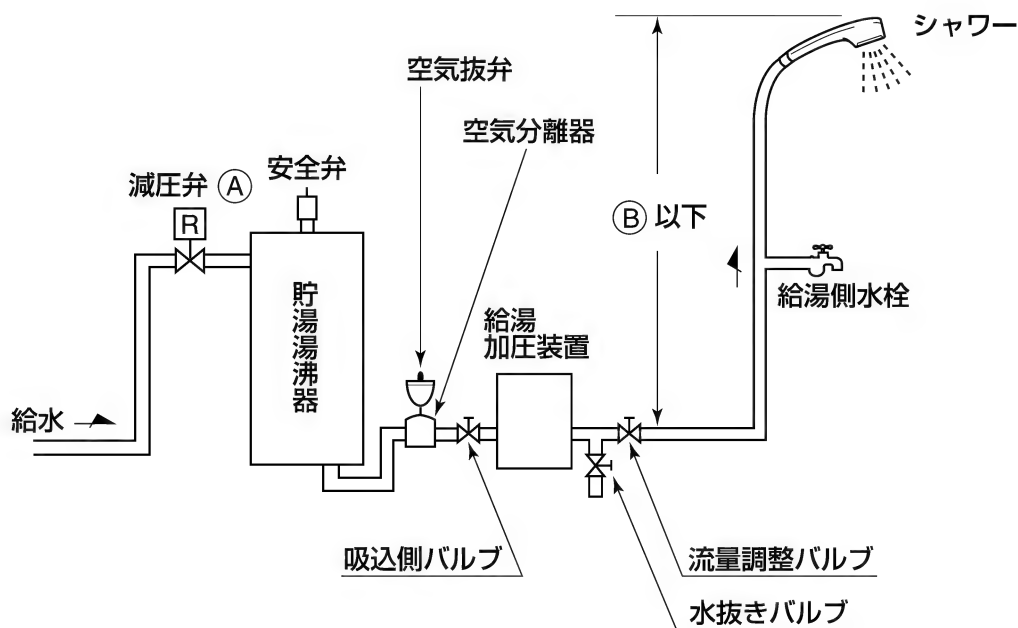 シャワー
空気抜弁
空気分離器
安全弁
減圧弁 Ⓐ
R
Ⓑ 以下
貯湯湯沸器
給湯側水栓
給湯
加圧装置
給水
吸込側バルブ
流量調整バルブ
水抜きバルブ